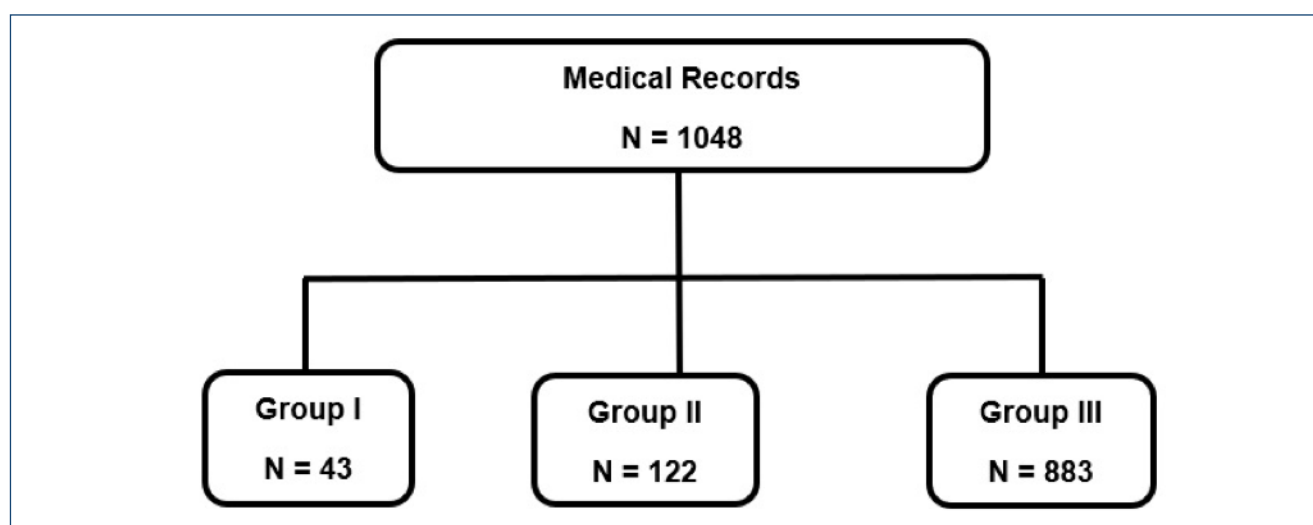 Medical Records
N = 1048
Group I
N = 43
Group II
N = 122
Group III
N = 883